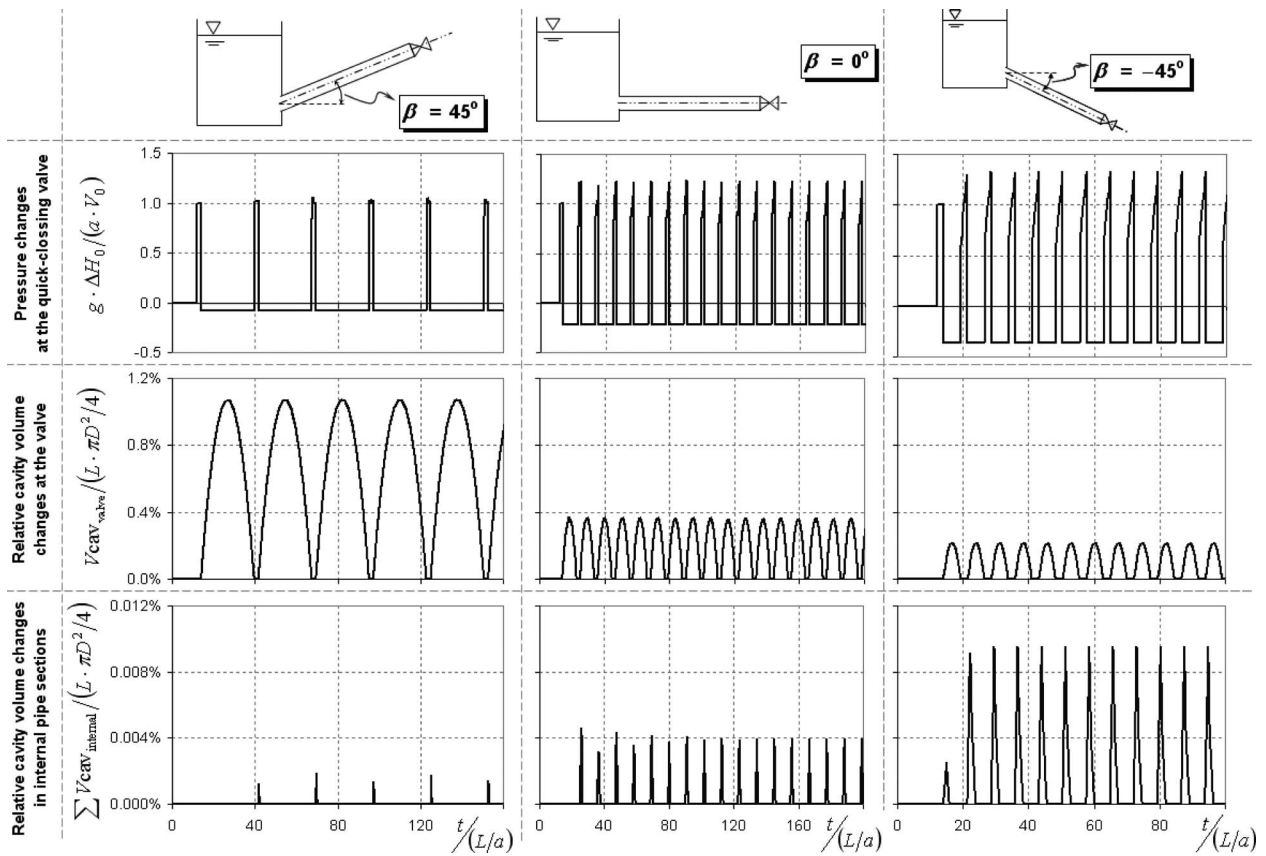 β = 45°
β = 0°
β = −45°
Pressure changes
at the quick-clossing valve
g · ΔH₀/(a · V₀)
1.5
1.0
0.5
0.0
-0.5
Relative cavity volume
changes at the valve
Vcav_valve/(L · πD²/4)
1.2%
0.8%
0.4%
0.0%
Relative cavity volume changes
in internal pipe sections
∑Vcav_internal/(L · πD²/4)
0.012%
0.008%
0.004%
0.000%
0 40 80 120 t/(L/a)
0 40 80 120 160 t/(L/a)
0 20 40 60 80 t/(L/a)